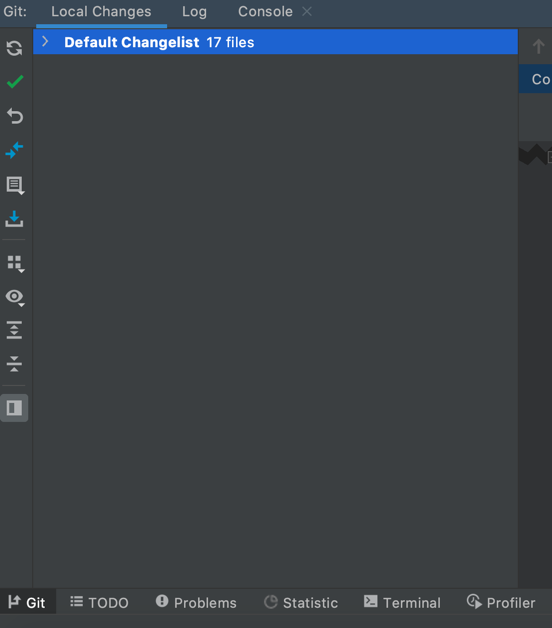 Git: Local Changes Log Console
Default Changelist 17 files
Co
Git TODO Problems Statistic Terminal Profiler